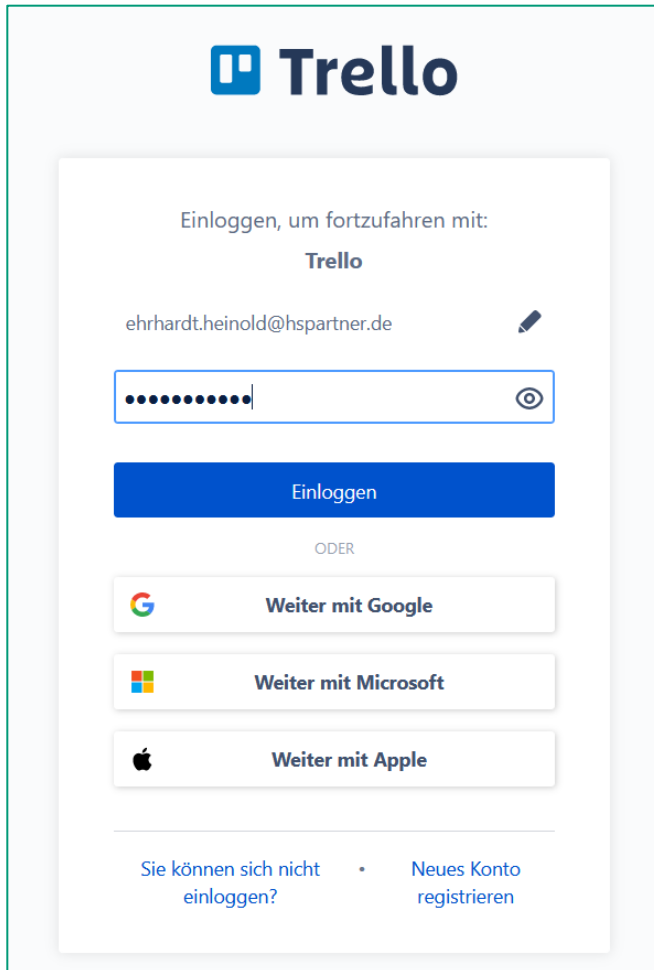 Trello
Einloggen, um fortzufahren mit:
Trello
ehrhardt.heinold@hspartner.de
•••••••••••
Einloggen
ODER
Weiter mit Google
Weiter mit Microsoft
Weiter mit Apple
Sie können sich nicht
einloggen?
•
Neues Konto
registrieren